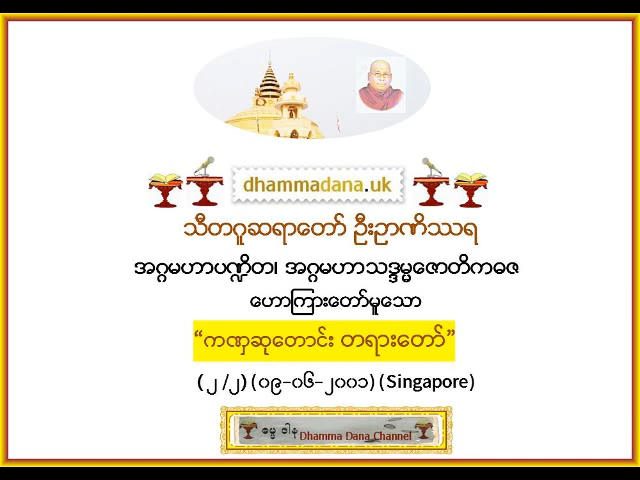 dhammadana.uk
သီတဂူဆရာတော် ဦးဉာဏိဿရ
အဂ္ဂမဟာပဏ္ဍိတ၊ အဂ္ဂမဟာသဒ္ဓမ္မဇောတိကဓဇ
ဟောကြားတော်မူသော
“ကဏှဆုတောင်း တရားတော်”
(၂/၂) (၀၉-၀၆-၂၀၀၁) (Singapore)
ဓမ္မ ဒါန Dhamma Dana Channel